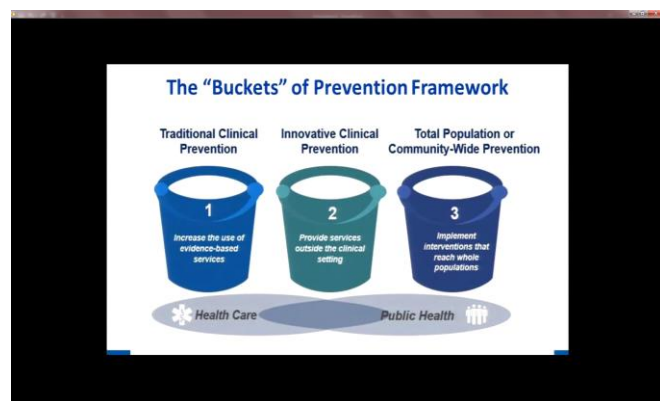 The “Buckets” of Prevention Framework
Traditional Clinical
Prevention
Innovative Clinical
Prevention
Total Population or
Community-Wide Prevention
1
Increase the use of
evidence-based
services
2
Provide services
outside the clinical
setting
3
Implement
interventions that
reach whole
populations
Health Care
Public Health